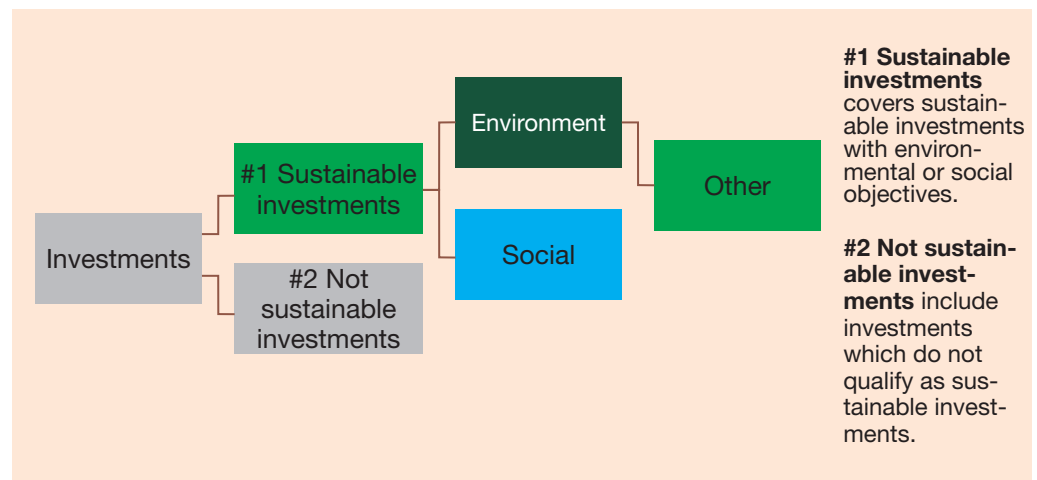 Investments
#1 Sustainable
investments
#2 Not
sustainable
investments
Environment
Social
Other
#1 Sustainable
investments
covers sustain-
able investments
with environ-
mental or social
objectives.
#2 Not sustain-
able invest-
ments include
investments
which do not
qualify as sus-
tainable invest-
ments.